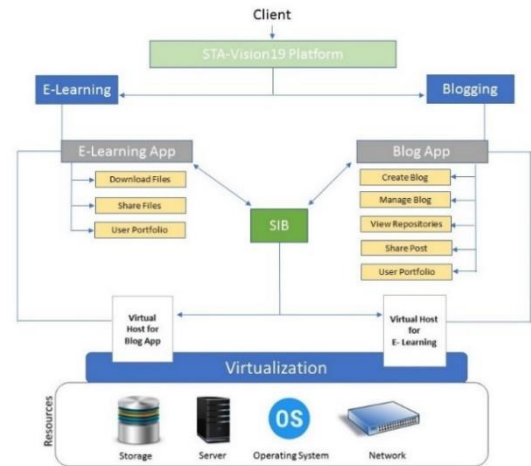 Client
STA-Vision19 Platform
E-Learning
Blogging
E-Learning App
Blog App
Download Files
Share Files
User Portfolio
Create Blog
Manage Blog
View Repositories
Share Post
User Portfolio
SIB
Virtual
Host for
Blog App
Virtual Host
for
E- Learning
Virtualization
Resources
OS
Storage
Server
Operating System
Network